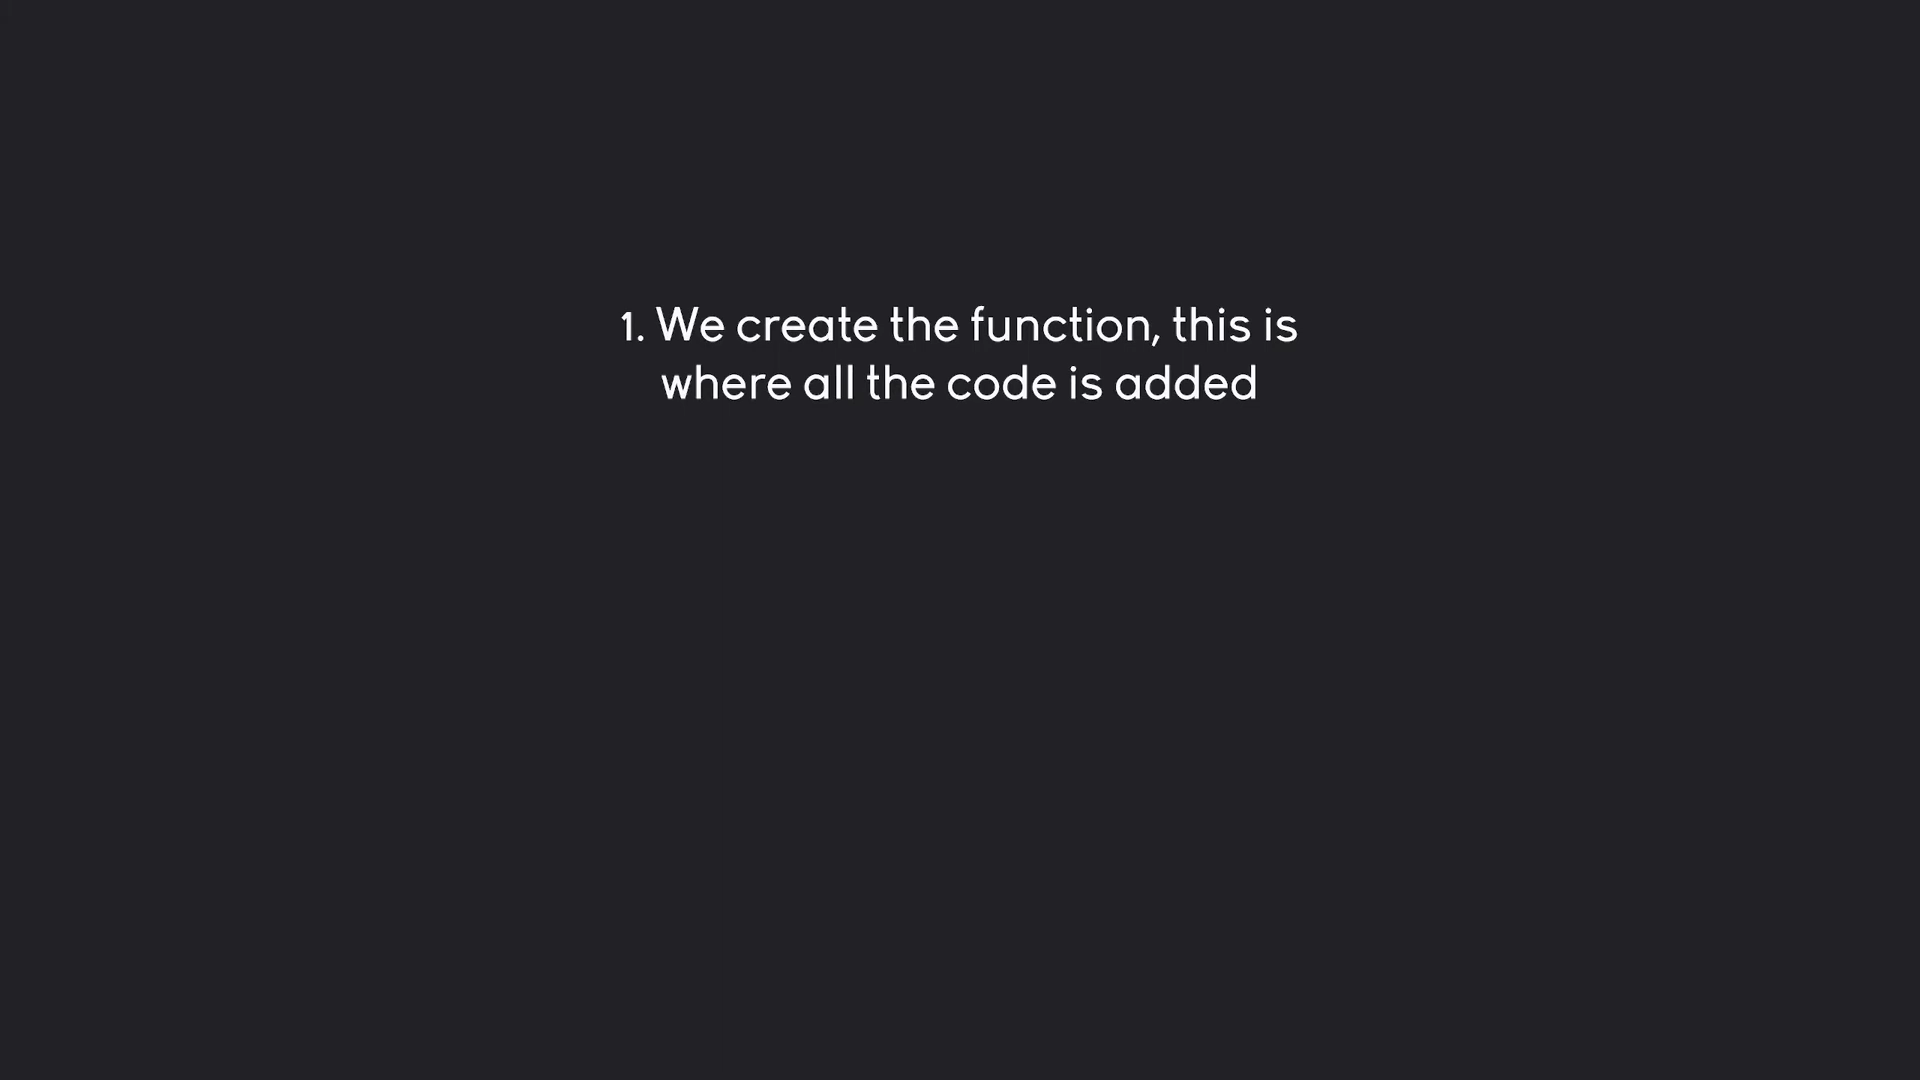 1. We create the function, this is
where all the code is added